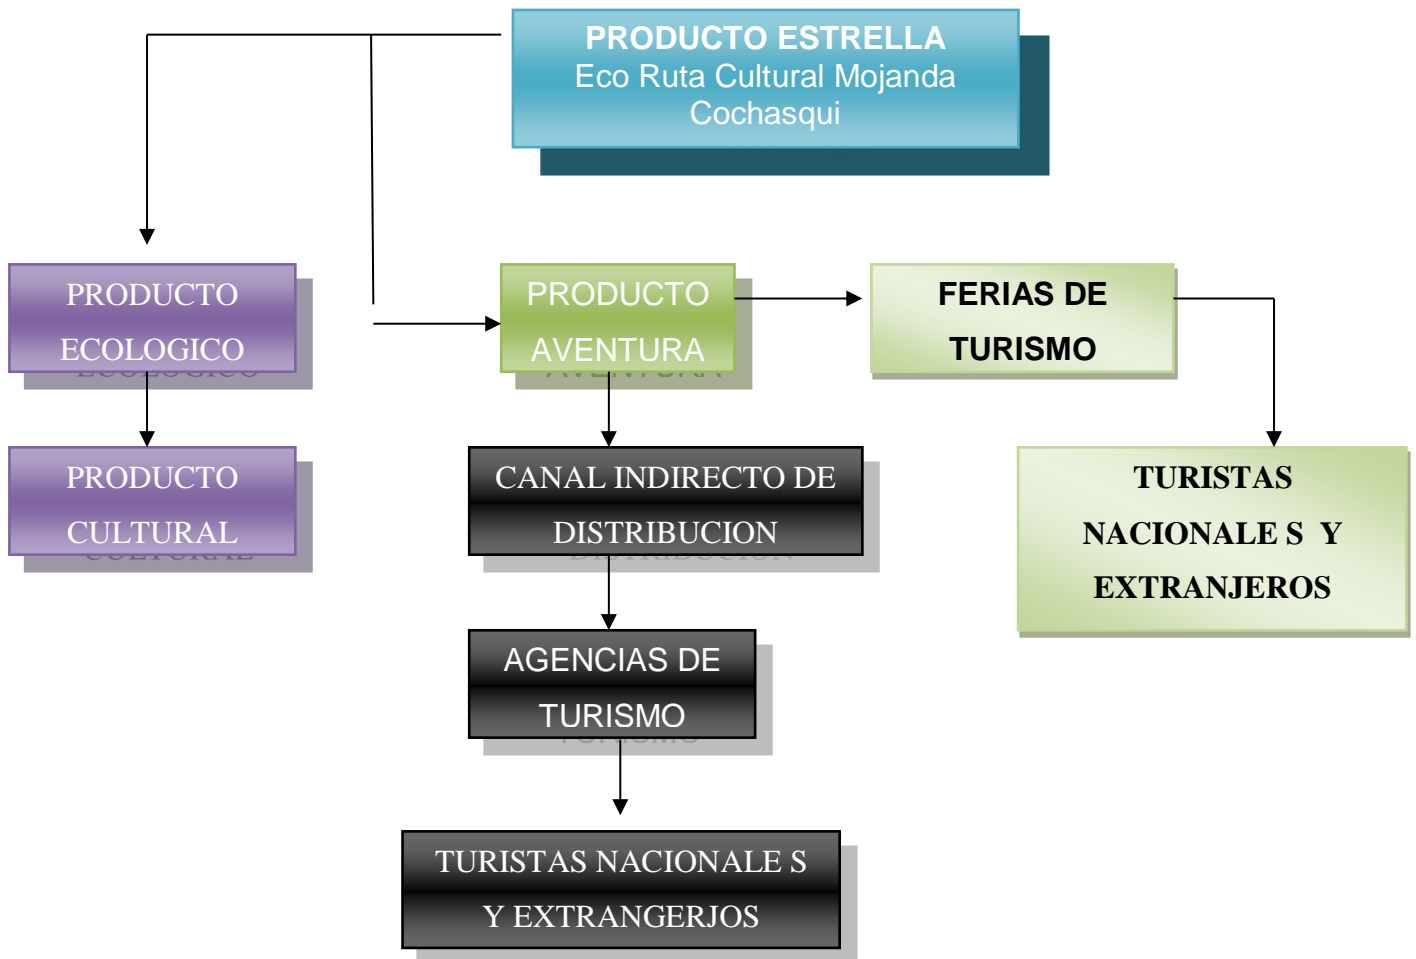 PRODUCTO ESTRELLA
Eco Ruta Cultural Mojanda
Cochasqui
PRODUCTO
ECOLOGICO
PRODUCTO
AVENTURA
FERIAS DE
TURISMO
PRODUCTO
CULTURAL
CANAL INDIRECTO DE
DISTRIBUCION
TURISTAS
NACIONALE S Y
EXTRANJEROS
AGENCIAS DE
TURISMO
TURISTAS NACIONALE S
Y EXTRANGERJOS